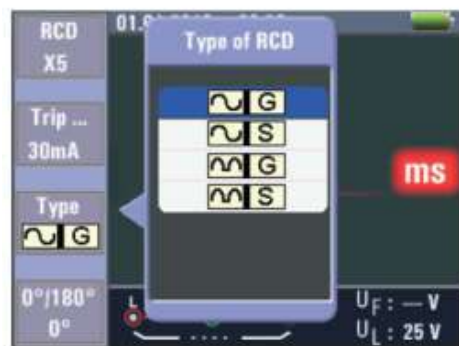 RCD
X5
Trip ...
30mA
Type
G
0°/180°
0°
Type of RCD
G
S
G
S
ms
L
UF : — V
UL : 25 V